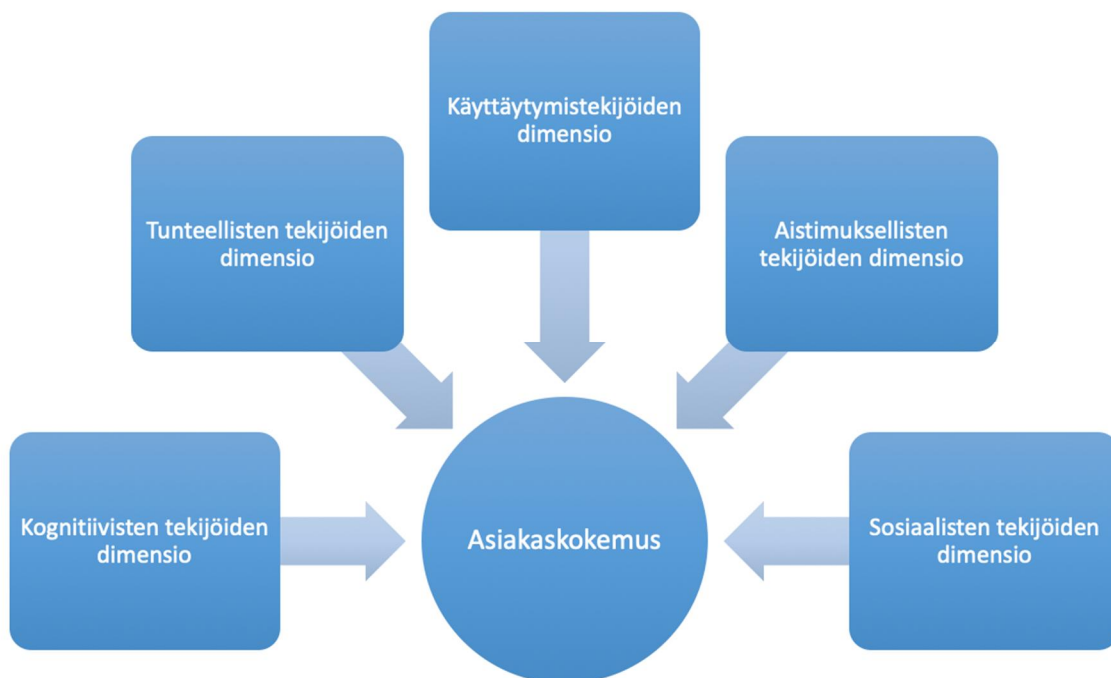 Käyttäytymistekijöiden
dimensio
Tunteellisten tekijöiden
dimensio
Aistimuksellisten
tekijöiden dimensio
Kognitiivisten tekijöiden
dimensio
Asiakaskokemus
Sosiaalisten tekijöiden
dimensio